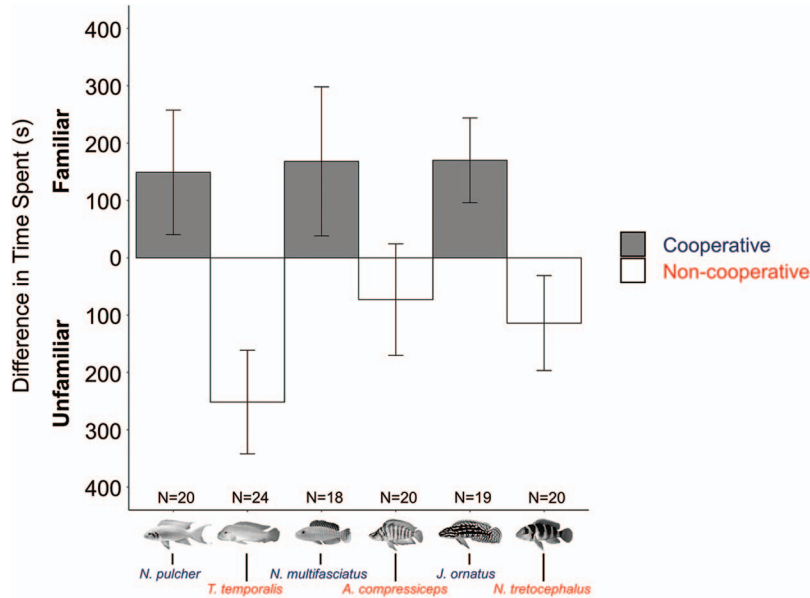 Difference in Time Spent (s)
Familiar
Unfamiliar
400
300
200
100
0
100
200
300
400
N=20 N=24 N=18 N=20 N=19 N=20
N. pulcher
T. temporalis
N. multifasciatus
A. compressiceps
J. ornatus
N. tretocephalus
Cooperative
Non-cooperative